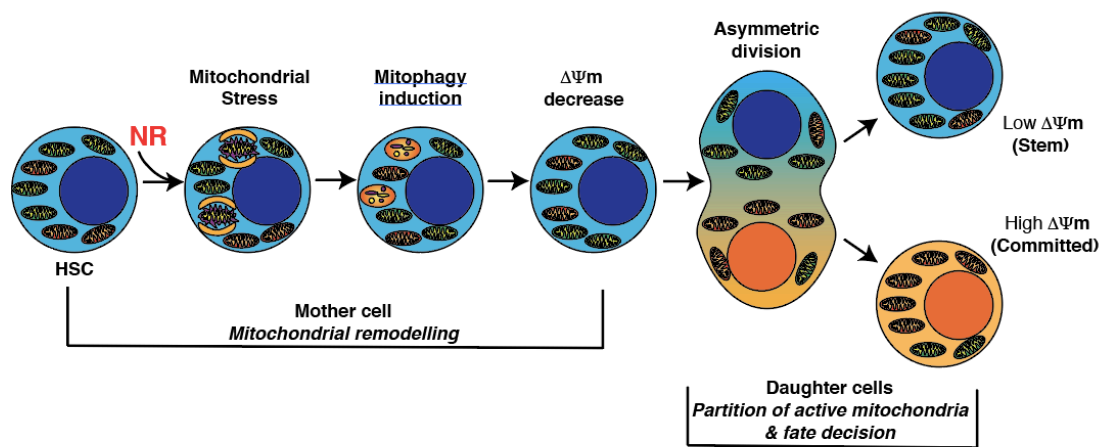 HSC
NR
Mitochondrial
Stress
Mitophagy
induction
ΔΨm
decrease
Asymmetric
division
Low ΔΨm
(Stem)
High ΔΨm
(Committed)
Mother cell
Mitochondrial remodelling
Daughter cells
Partition of active mitochondria
& fate decision